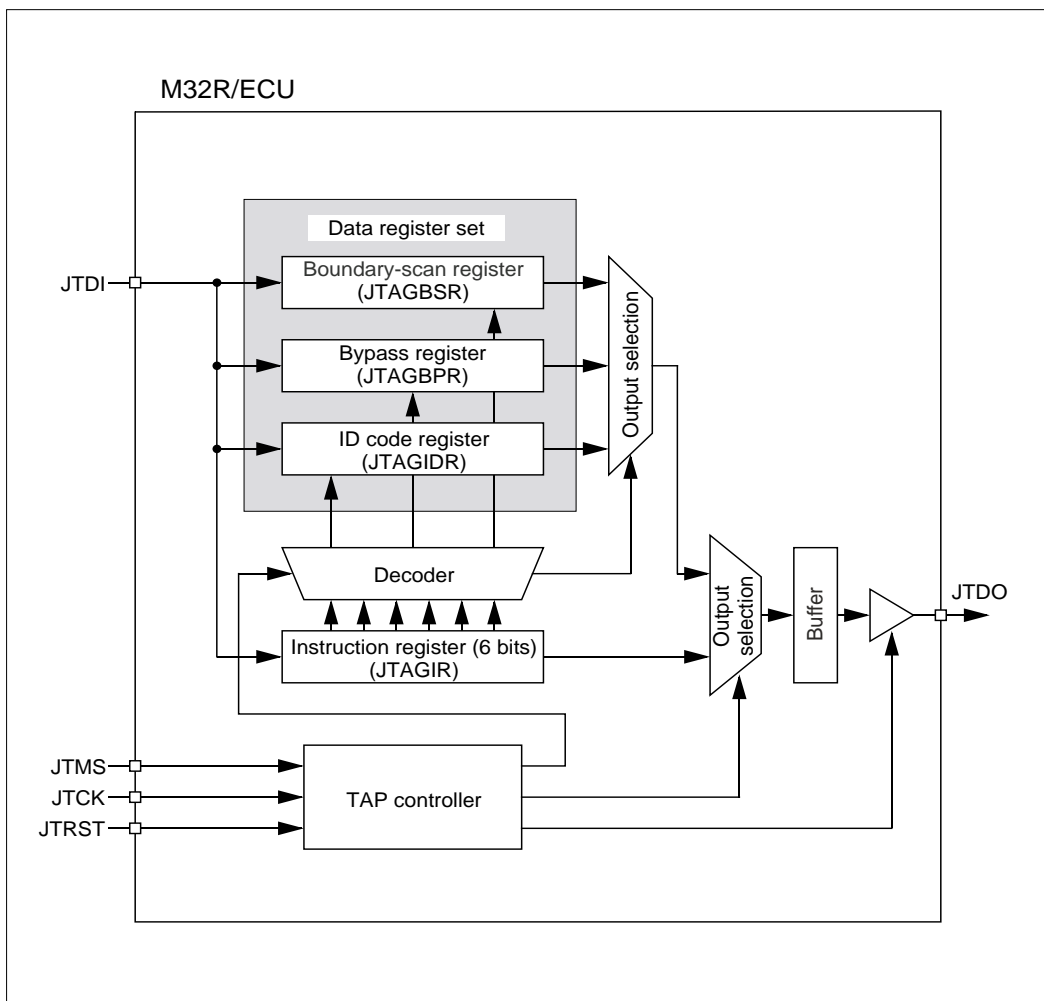 M32R/ECU
Data register set
JTDI
Boundary-scan register
(JTAGBSR)
Bypass register
(JTAGBPR)
ID code register
(JTAGIDR)
Output selection
Decoder
Instruction register (6 bits)
(JTAGIR)
Output
selection
Buffer
JTDO
JTMS
JTCK
JTRST
TAP controller